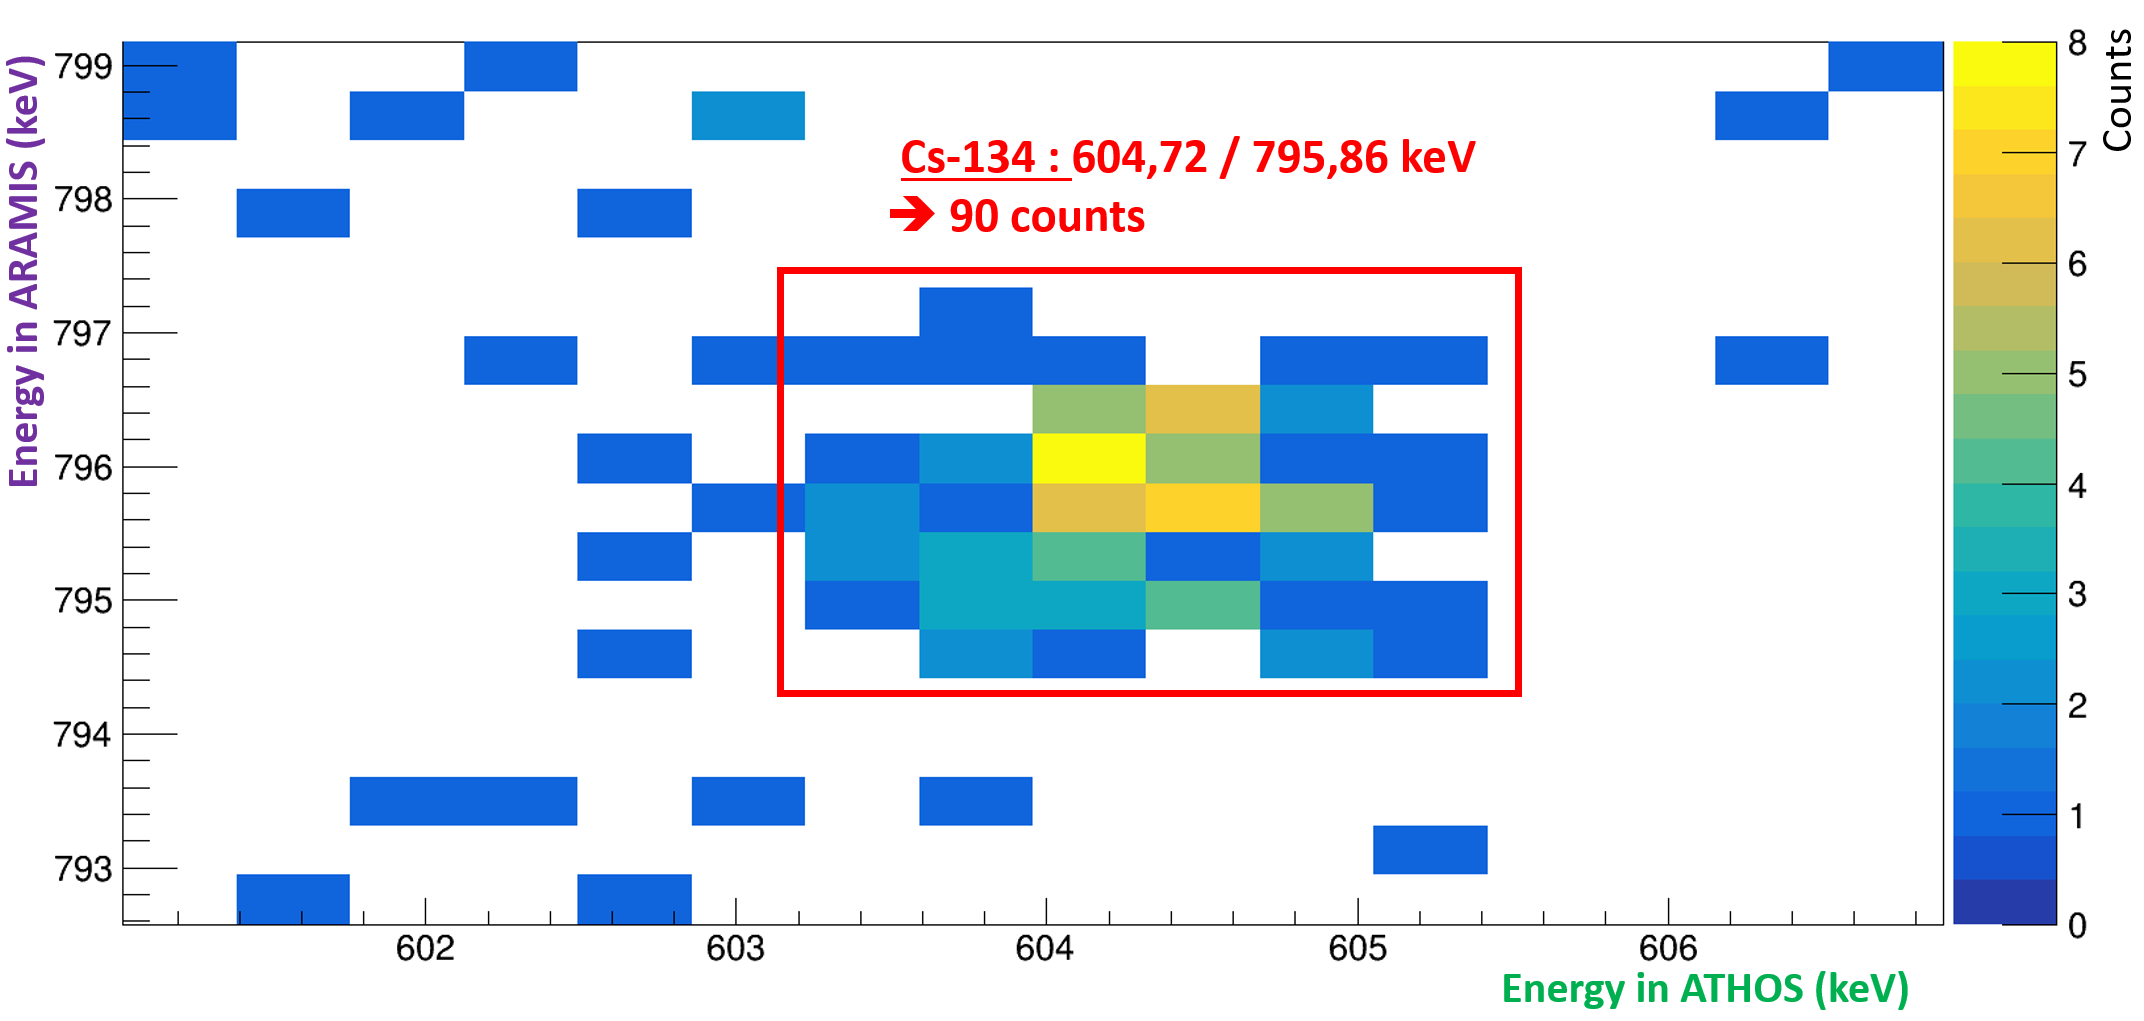 Cs-134 : 604,72 / 795,86 keV
➔ 90 counts
Energy in ARAMIS (keV)
799
798
797
796
795
794
793
602 603 604 605 606
Energy in ATHOS (keV)
Counts
8
7
6
5
4
3
2
1
0